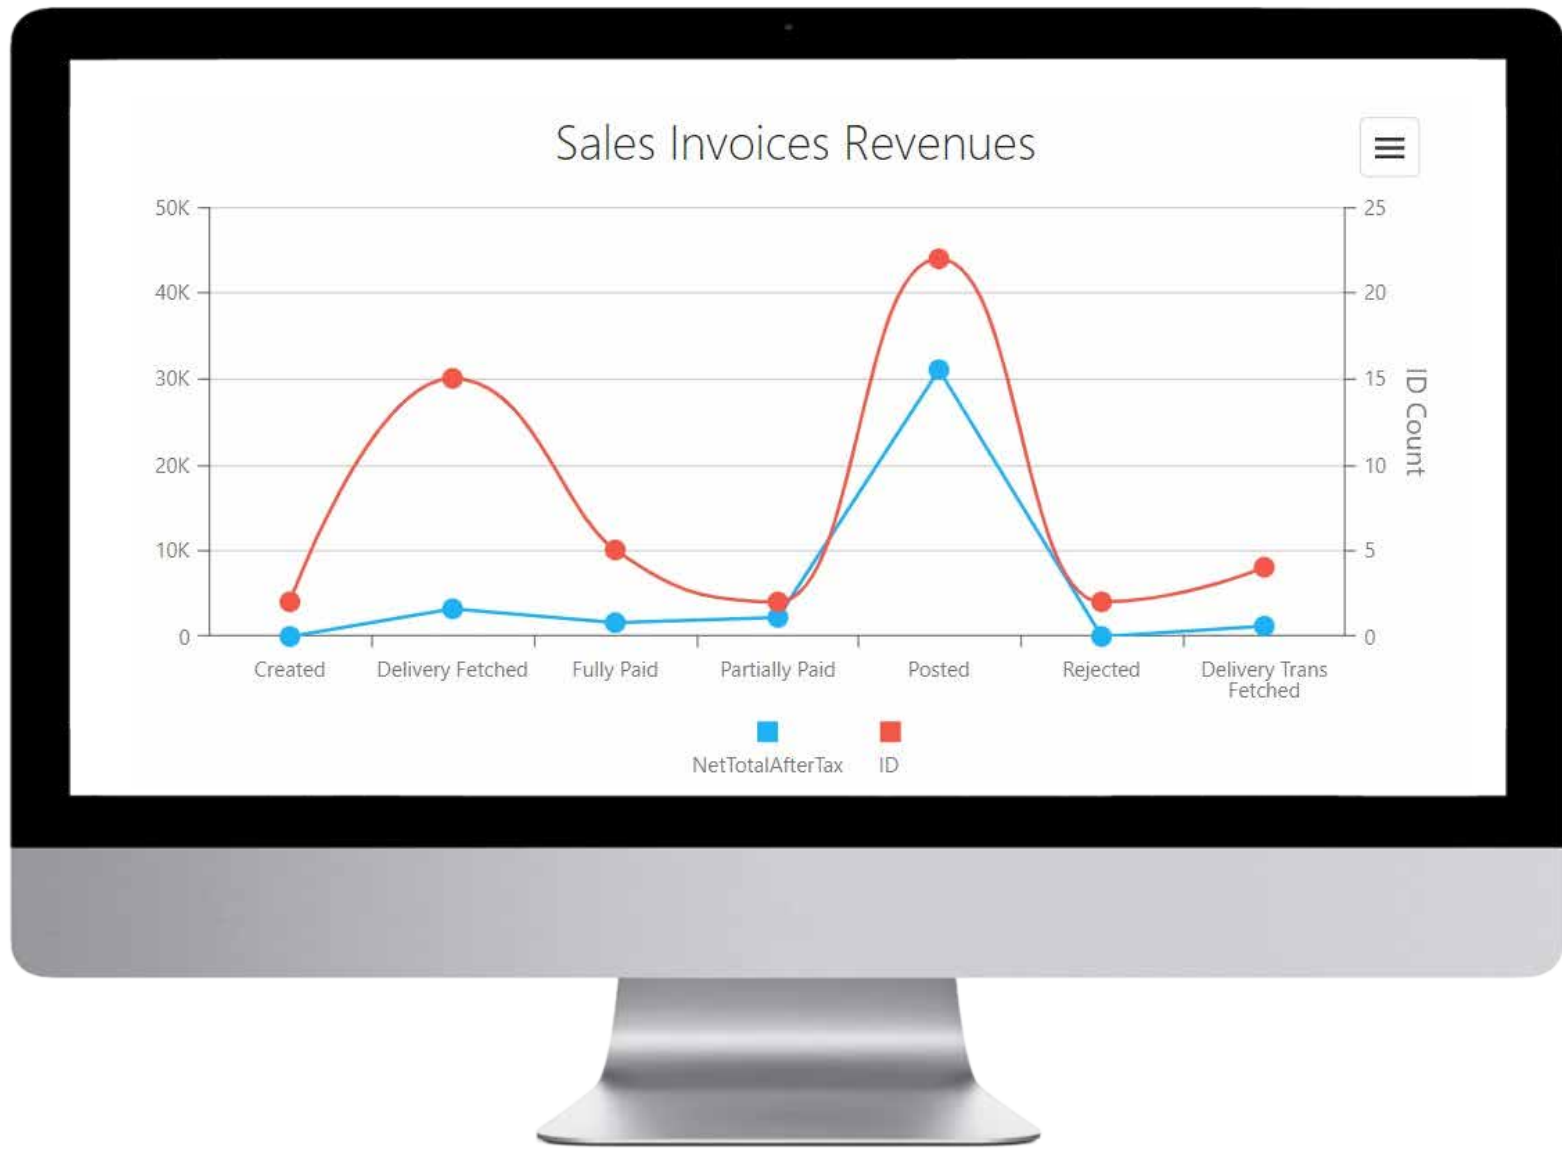 Sales Invoices Revenues
50K
40K
30K
20K
10K
0
25
20
15
10
5
0
ID Count
Created
Delivery Fetched
Fully Paid
Partially Paid
Posted
Rejected
Delivery Trans
Fetched
NetTotalAfterTax
ID